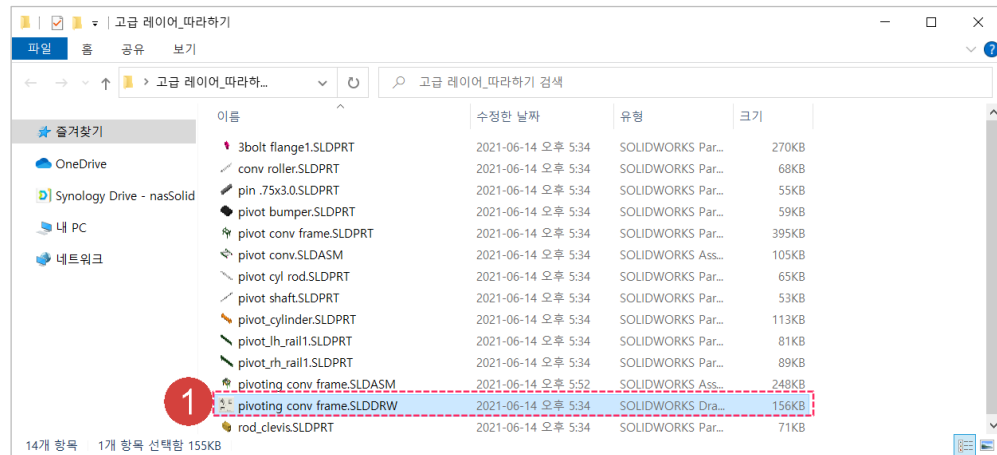 고급 레이어_따라하기
파일 홈 공유 보기
고급 레이어_따라하... 고급 레이어_따라하기 검색
이름 수정한 날짜 유형 크기
즐겨찾기
OneDrive
Synology Drive - nasSolid
내 PC
네트워크
3bolt flange1.SLDPRT 2021-06-14 오후 5:34 SOLIDWORKS Par... 270KB
conv roller.SLDPRT 2021-06-14 오후 5:34 SOLIDWORKS Par... 68KB
pin .75x3.0.SLDPRT 2021-06-14 오후 5:34 SOLIDWORKS Par... 55KB
pivot bumper.SLDPRT 2021-06-14 오후 5:34 SOLIDWORKS Par... 59KB
pivot conv frame.SLDPRT 2021-06-14 오후 5:34 SOLIDWORKS Par... 395KB
pivot conv.SLDASM 2021-06-14 오후 5:34 SOLIDWORKS Ass... 105KB
pivot cyl rod.SLDPRT 2021-06-14 오후 5:34 SOLIDWORKS Par... 65KB
pivot shaft.SLDPRT 2021-06-14 오후 5:34 SOLIDWORKS Par... 53KB
pivot_cylinder.SLDPRT 2021-06-14 오후 5:34 SOLIDWORKS Par... 113KB
pivot_lh_rail1.SLDPRT 2021-06-14 오후 5:34 SOLIDWORKS Par... 81KB
pivot_rh_rail1.SLDPRT 2021-06-14 오후 5:34 SOLIDWORKS Par... 89KB
pivoting conv frame.SLDASM 2021-06-14 오후 5:52 SOLIDWORKS Ass... 248KB
1 pivoting conv frame.SLDDRW 2021-06-14 오후 5:34 SOLIDWORKS Dra... 156KB
rod_clevis.SLDPRT 2021-06-14 오후 5:34 SOLIDWORKS Par... 71KB
14개 항목 1개 항목 선택함 155KB